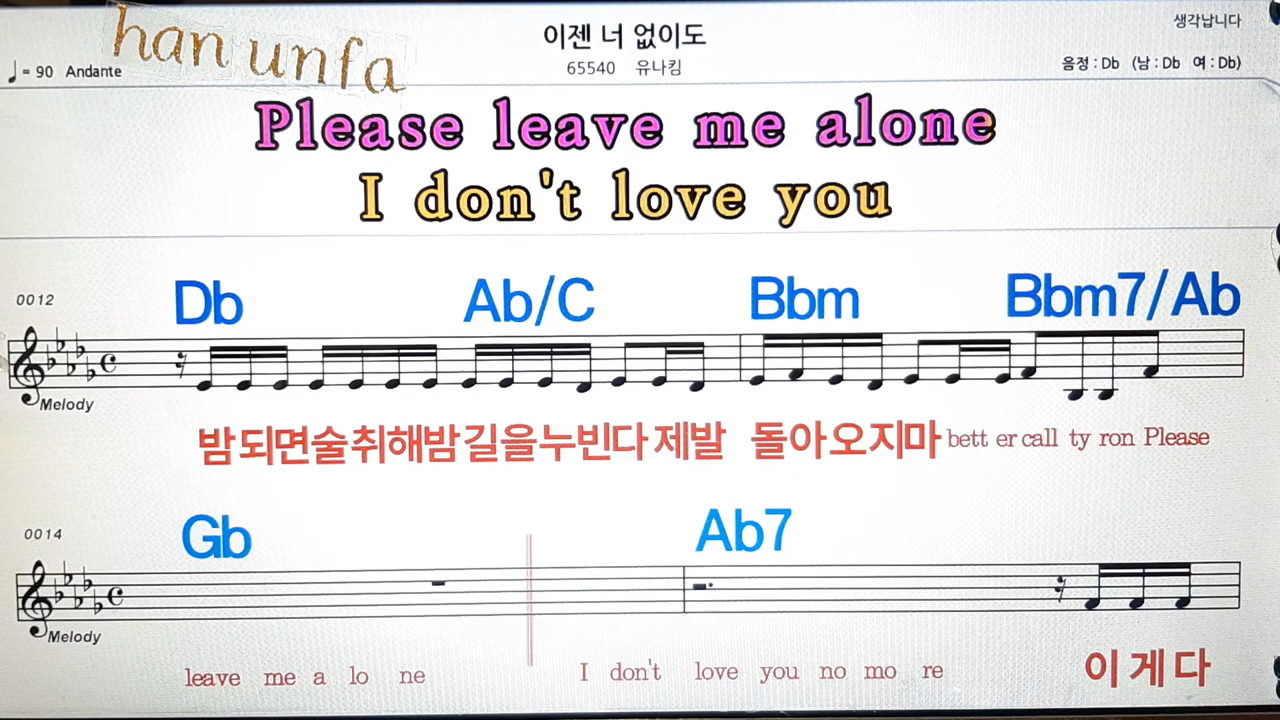 han unfa
이젠 너 없이도
생각납니다
♩ = 90 Andante
65540 유나킴
음정 : Db (남 : Db 여 : Db)
Please leave me alone
I don't love you
0012
Db Ab/C Bbm Bbm7/Ab
Melody
밤되면술취해밤길을누빈다제발 돌아오지마 bett er call ty ron Please
0014
Gb Ab7
Melody
leave me a lo ne I don't love you no mo re 이게다